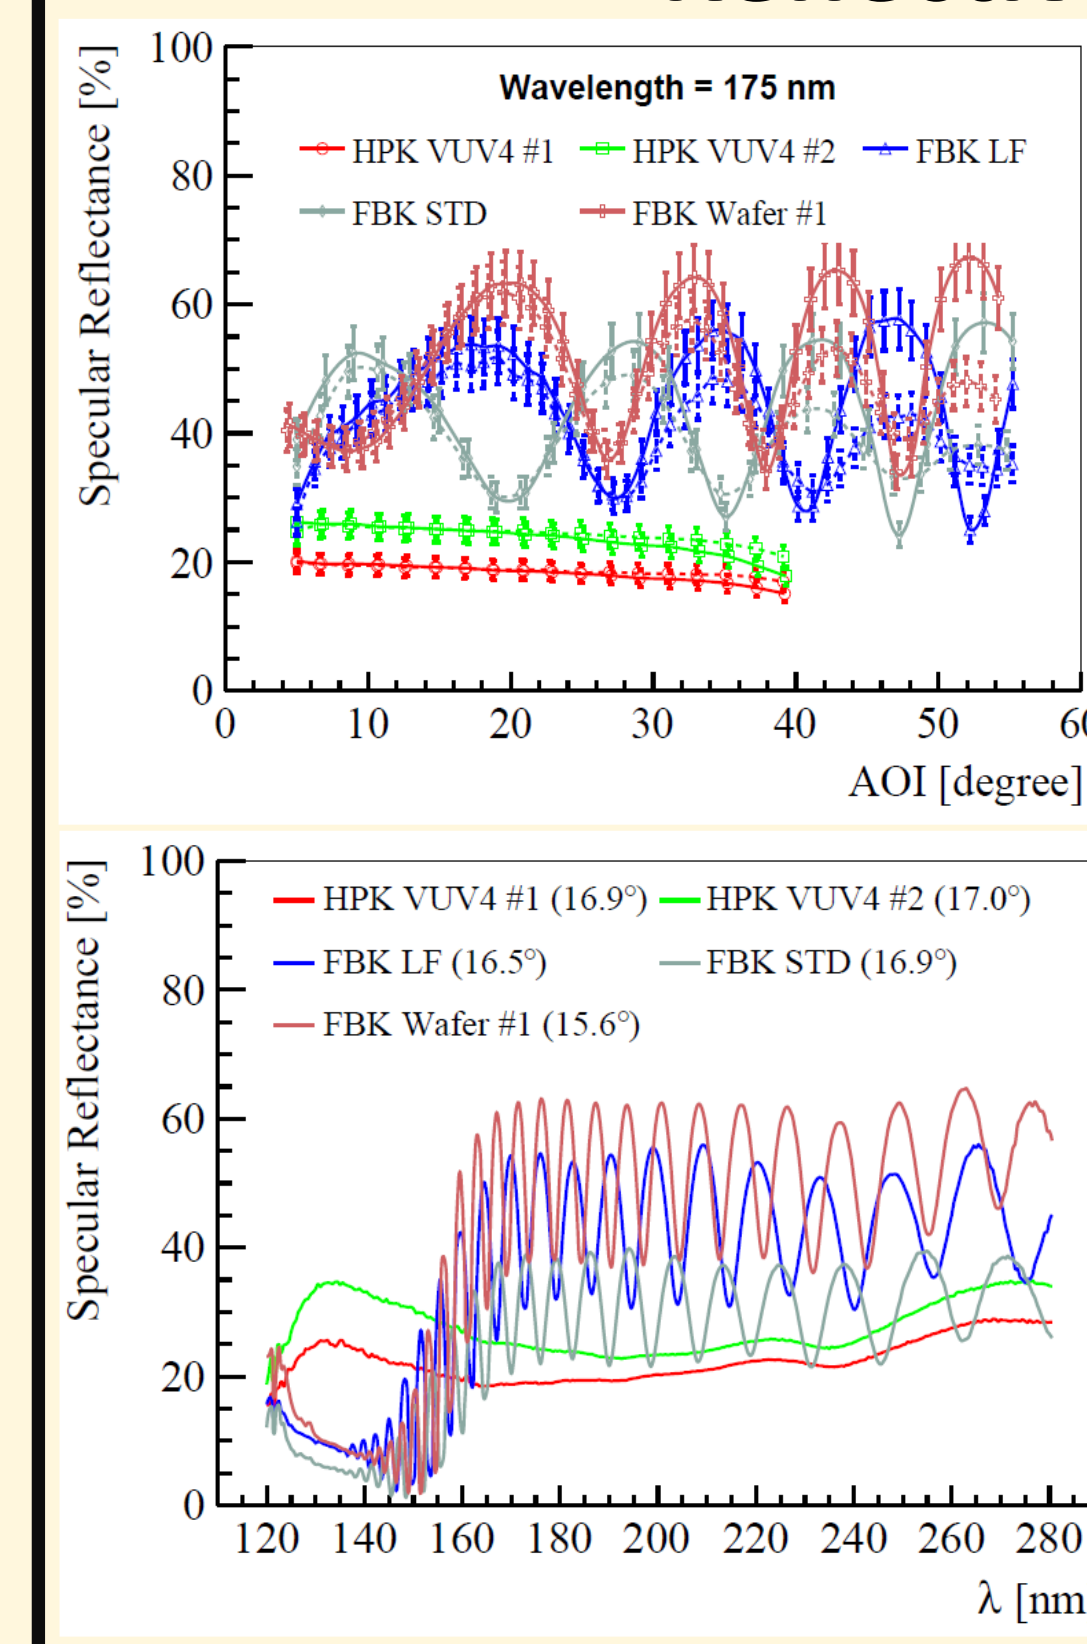 100
Specular Reflectance [%]
Wavelength = 175 nm
HPK VUV4 #1 HPK VUV4 #2 FBK LF
FBK STD FBK Wafer #1
80
60
40
20
0
0 10 20 30 40 50 60
AOI [degree]
100
Specular Reflectance [%]
HPK VUV4 #1 (16.9°) HPK VUV4 #2 (17.0°)
FBK LF (16.5°) FBK STD (16.9°)
FBK Wafer #1 (15.6°)
80
60
40
20
0
120 140 160 180 200 220 240 260 280
λ [nm